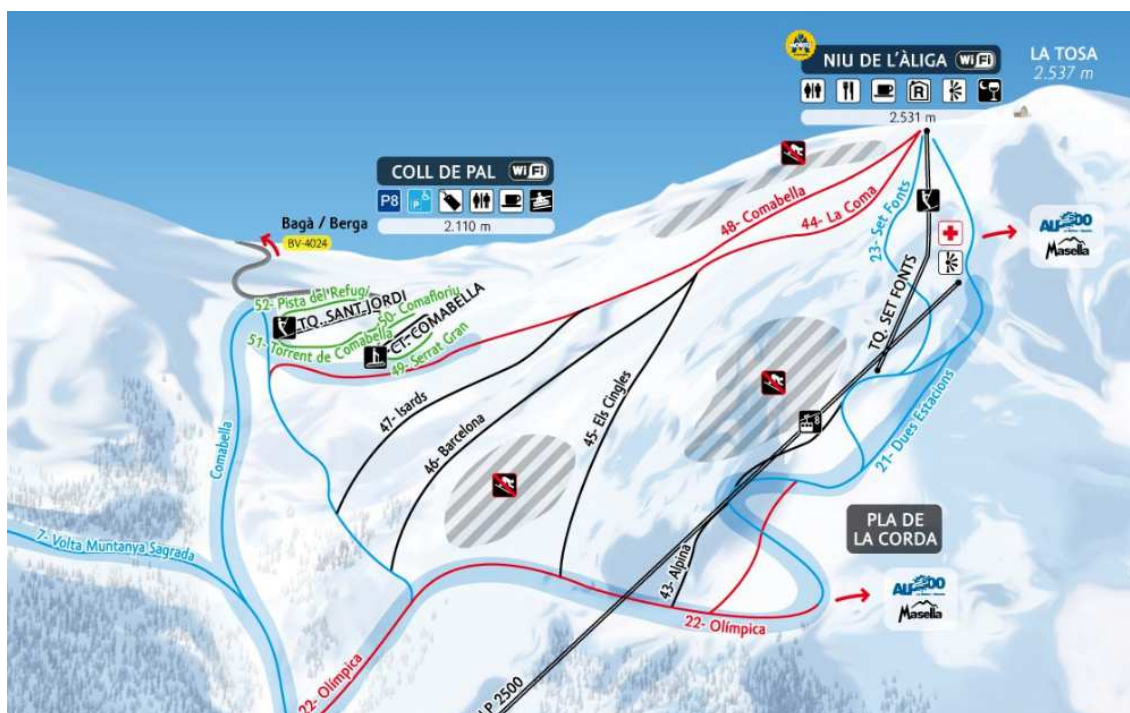 NIU DE L'ÀLIGA WiFi
R
2.531 m
LA TOSA
2.537 m
COLL DE PAL WiFi
P8 P
2.110 m
Bagà / Berga
BV-4024
48- Comabella
44- La Coma
23- Set Fonts
TQ. SET FONTS
Masella
52- Pista del Refugi
TQ. SANT JORDI
50- Comafloriu
CT. COMABELLA
51- Torrent de Comabella
49- Serrat Gran
47- Isards
46- Barcelona
45- Els Cingles
8
21- Dues Estacions
Comabella
7- Volta Muntanya Sagrada
PLA DE
LA CORDA
43- Alpina
22- Olímpica
Masella
22- Olímpica
LP 2500